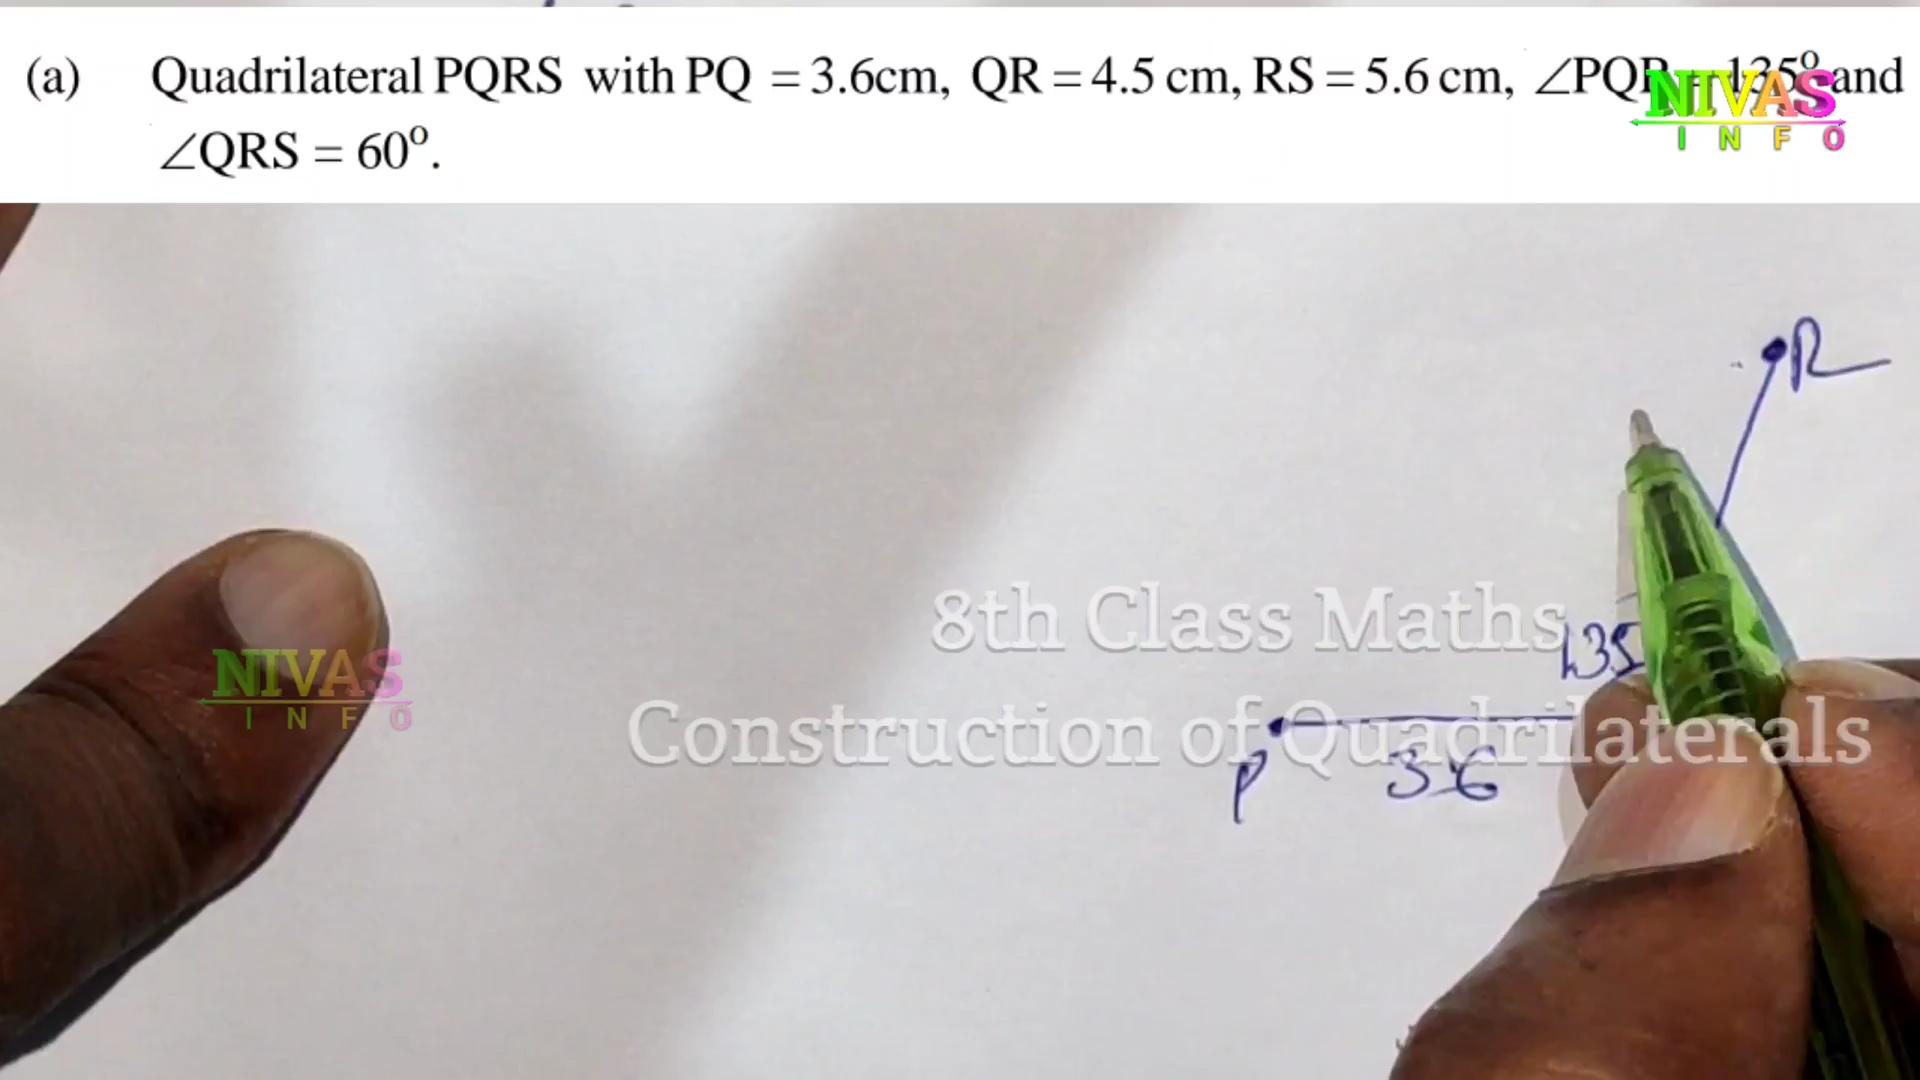 (a) Quadrilateral PQRS with PQ = 3.6cm, QR = 4.5 cm, RS = 5.6 cm, ∠PQR = 135° and
∠QRS = 60°.
NIVAS
INFO
R
8th Class Maths
135
NIVAS
INFO
Construction of Quadrilaterals
P 3.6